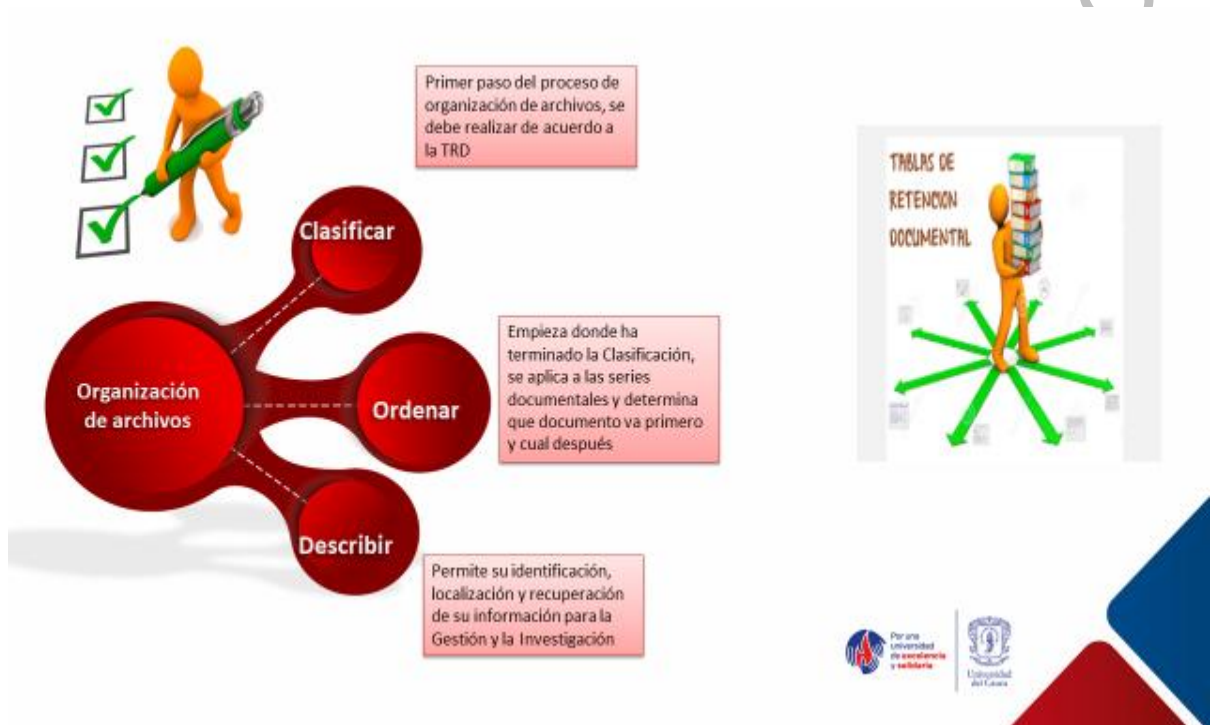 Primer paso del proceso de
organización de archivos, se
debe realizar de acuerdo a
la TRD
Clasificar
Organización
de archivos
Ordenar
Empieza donde ha
terminado la Clasificación,
se aplica a las series
documentales y determina
que documento va primero
y cual después
Describir
Permite su identificación,
localización y recuperación
de su información para la
Gestión y la Investigación
TABLAS DE
RETENCION
DOCUMENTAL
Por una
universidad
de excelencia
y solidaria
Universidad
del Cauca